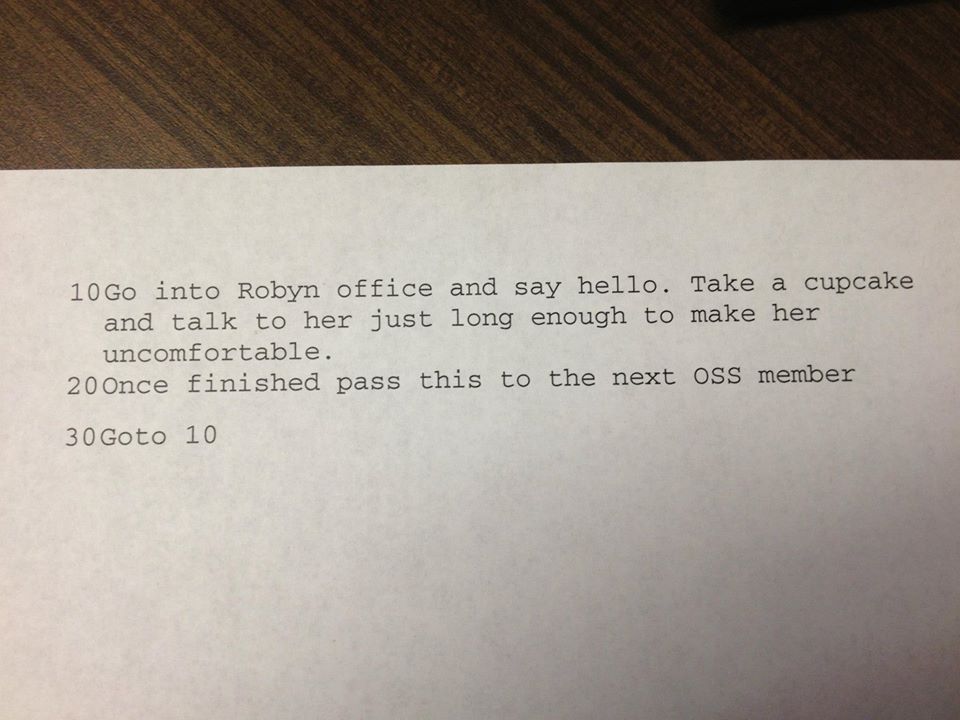 10Go into Robyn office and say hello. Take a cupcake
and talk to her just long enough to make her
uncomfortable.
20Once finished pass this to the next OSS member
30Goto 10